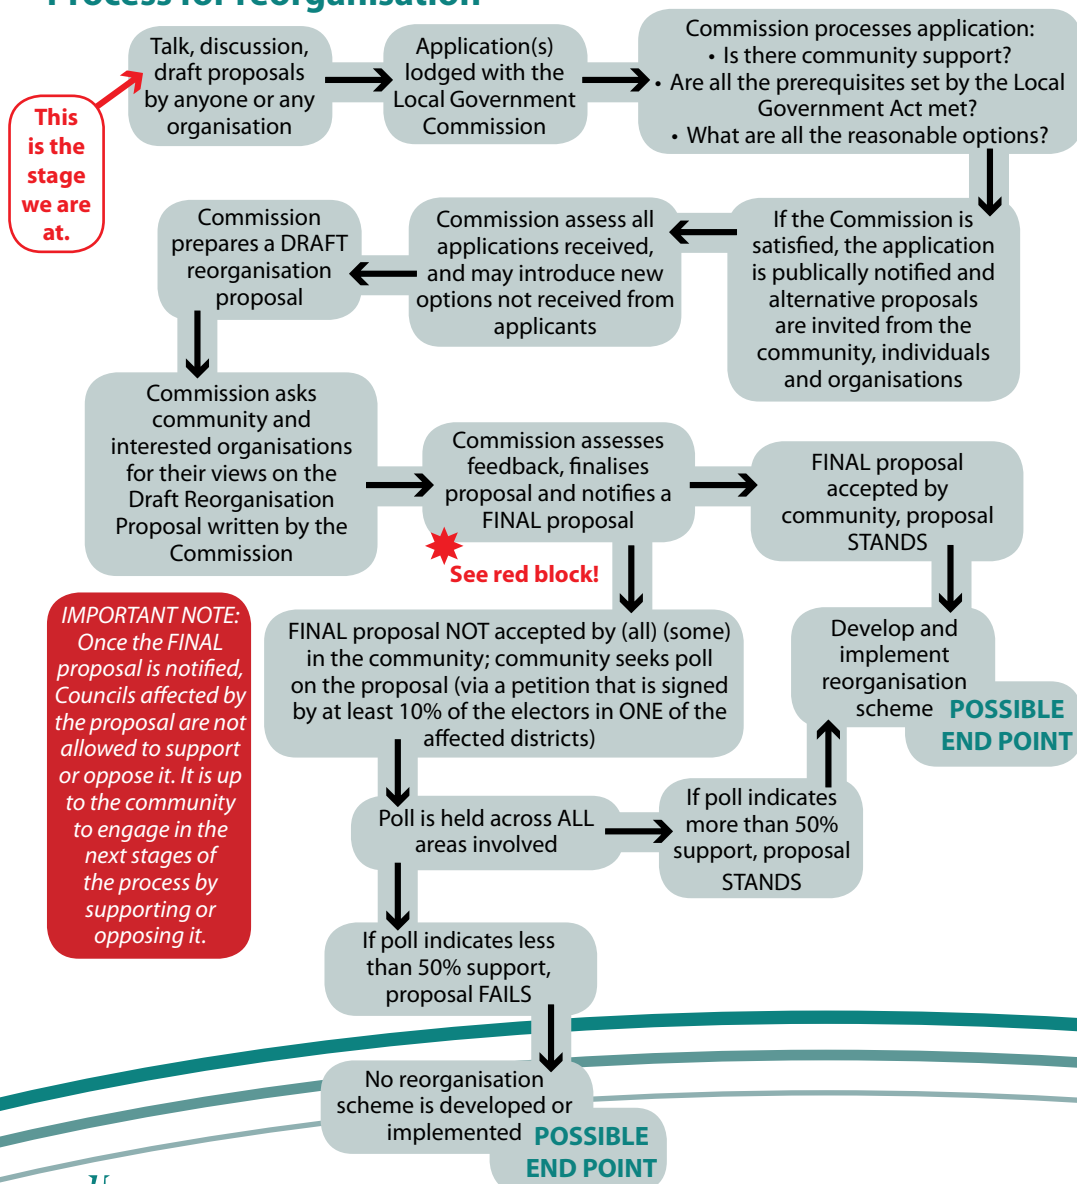 Process for reorganisation
Talk, discussion,
draft proposals
by anyone or any
organisation
Application(s)
lodged with the
Local Government
Commission
Commission processes application:
• Is there community support?
• Are all the prerequisites set by the Local
Government Act met?
• What are all the reasonable options?
This
is the
stage
we are
at.
Commission
prepares a DRAFT
reorganisation
proposal
Commission assess all
applications received,
and may introduce new
options not received from
applicants
If the Commission is
satisfied, the application
is publically notified and
alternative proposals
are invited from the
community, individuals
and organisations
Commission asks
community and
interested organisations
for their views on the
Draft Reorganisation
Proposal written by the
Commission
Commission assesses
feedback, finalises
proposal and notifies a
FINAL proposal
See red block!
FINAL proposal
accepted by
community, proposal
STANDS
IMPORTANT NOTE:
Once the FINAL
proposal is notified,
Councils affected by
the proposal are not
allowed to support
or oppose it. It is up
to the community
to engage in the
next stages of
the process by
supporting or
opposing it.
FINAL proposal NOT accepted by (all) (some)
in the community; community seeks poll
on the proposal (via a petition that is signed
by at least 10% of the electors in ONE of the
affected districts)
Develop and
implement
reorganisation
scheme
POSSIBLE
END POINT
Poll is held across ALL
areas involved
If poll indicates
more than 50%
support, proposal
STANDS
If poll indicates less
than 50% support,
proposal FAILS
No reorganisation
scheme is developed or
implemented
POSSIBLE
END POINT